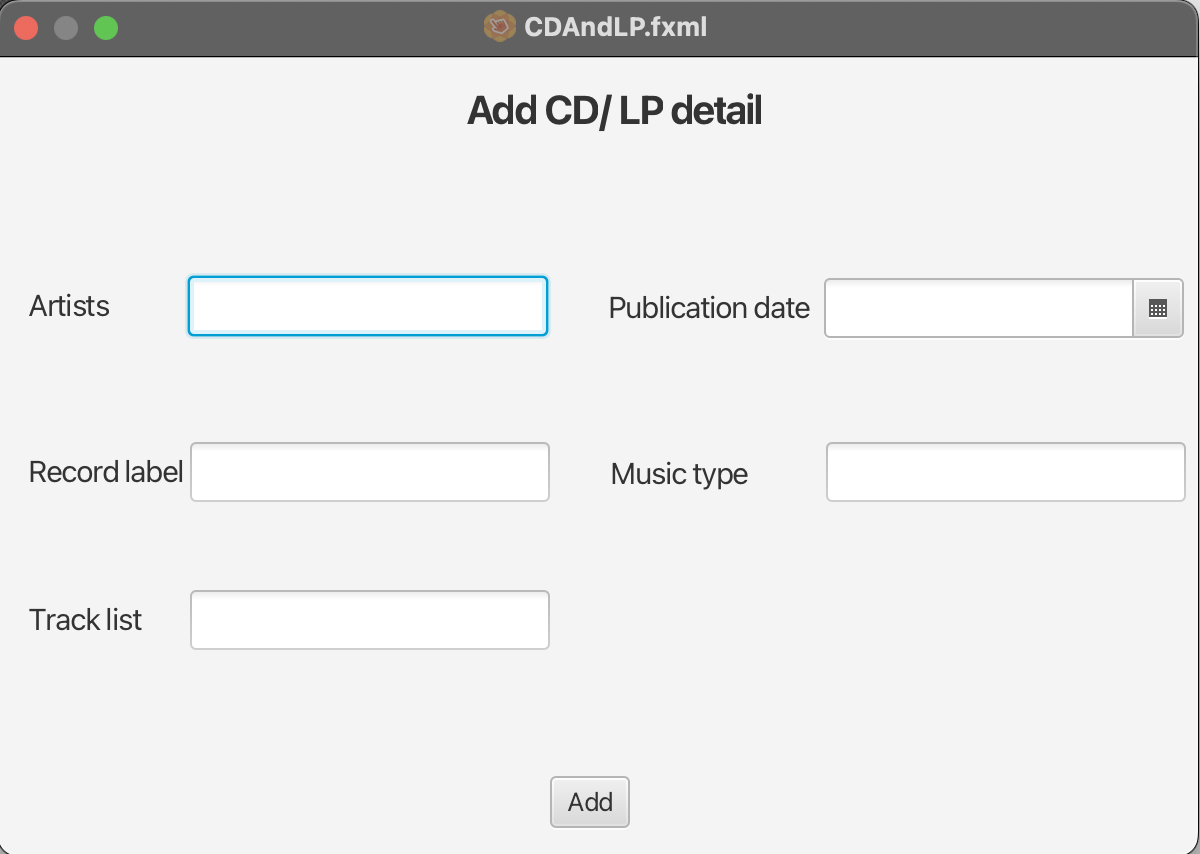 CDAndLP.fxml
Add CD/ LP detail
Artists
Publication date
Record label
Music type
Track list
Add